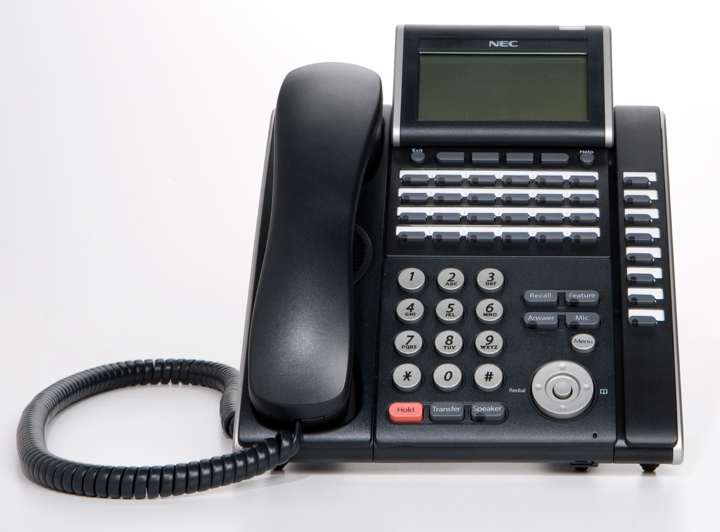 NEC
Exit
Help
1
2
ABC
3
DEF
4
GHI
5
JKL
6
MNO
7
PQRS
8
TUV
9
WXYZ
*
0
#
Recall
Feature
Answer
Mic
Menu
Redial
Hold
Transfer
Speaker